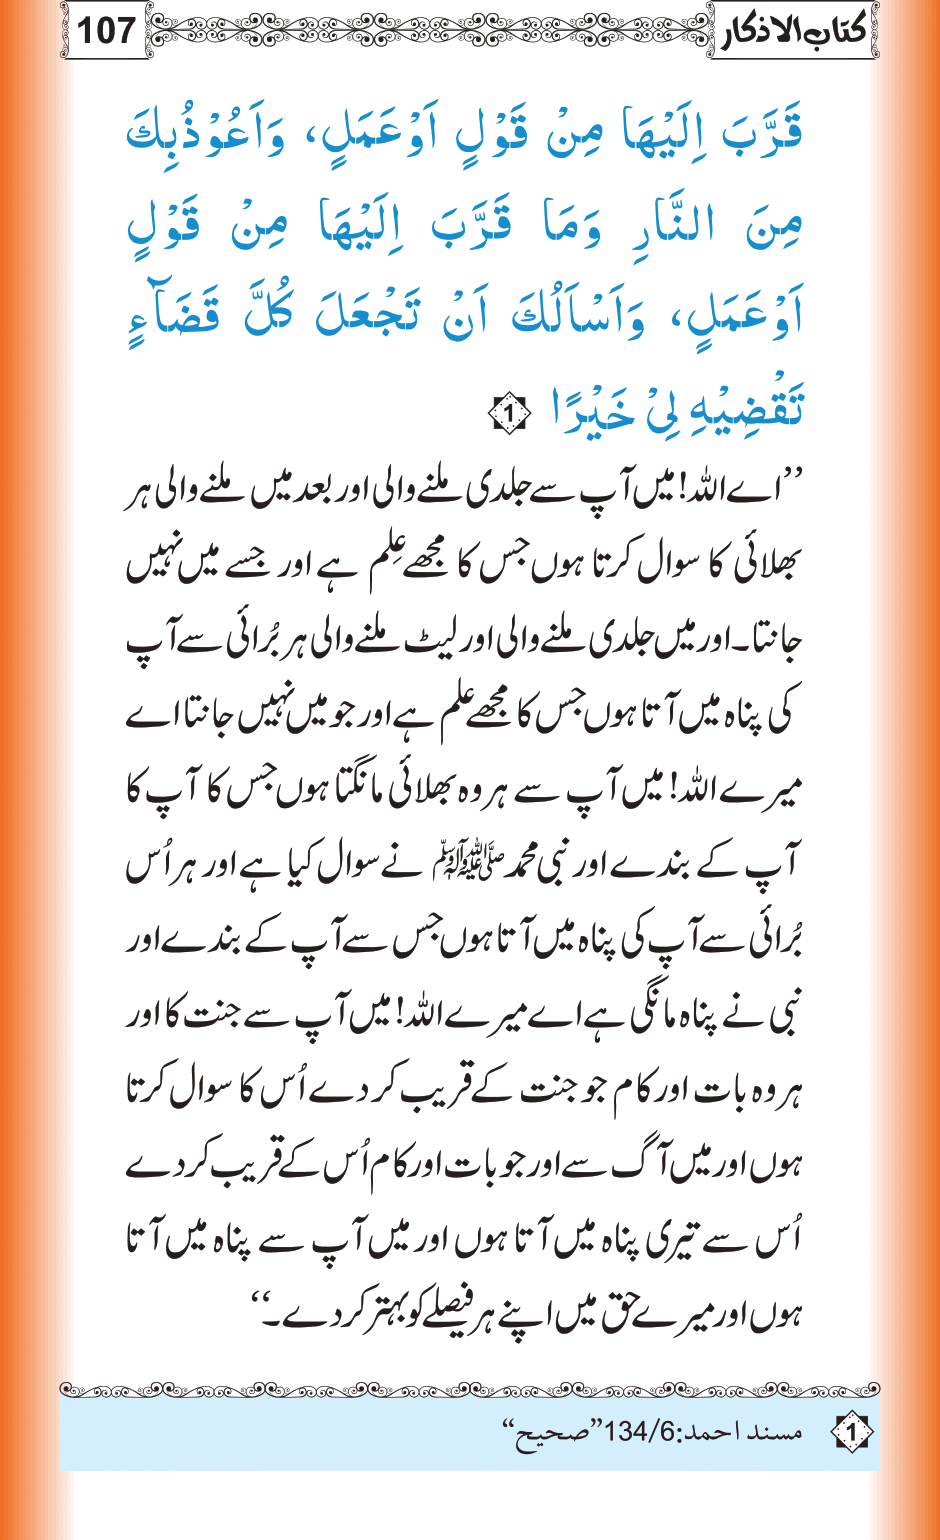 كتاب الاذكار
107
قَرَّبَ اِلَيْهَا مِنْ قَوْلٍ اَوْعَمَلٍ، وَاَعُوْذُبِكَ
مِنَ النَّارِ وَمَا قَرَّبَ اِلَيْهَا مِنْ قَوْلٍ
اَوْعَمَلٍ، وَاَسْاَلُكَ اَنْ تَجْعَلَ كُلَّ قَضَآءٍ
تَقْضِيْهِ لِيْ خَيْرًا 1
”اے اللہ! میں آپ سے جلدی ملنے والی اور بعد میں ملنے والی ہر
بھلائی کا سوال کرتا ہوں جس کا مجھے عِلم ہے اور جسے میں نہیں
جانتا۔ اور میں جلدی ملنے والی اور لیٹ ملنے والی ہر بُرائی سے آپ
کی پناہ میں آتا ہوں جس کا مجھے علم ہے اور جو میں نہیں جانتا اے
میرے اللہ! میں آپ سے ہر وہ بھلائی مانگتا ہوں جس کا آپ کا
آپ کے بندے اور نبی محمد ﷺ نے سوال کیا ہے اور ہر اُس
بُرائی سے آپ کی پناہ میں آتا ہوں جس سے آپ کے بندے اور
نبی نے پناہ مانگی ہے اے میرے اللہ! میں آپ سے جنت کا اور
ہر وہ بات اور کام جو جنت کے قریب کر دے اُس کا سوال کرتا
ہوں اور میں آگ سے اور جو بات اور کام اُس کے قریب کر دے
اُس سے تیری پناہ میں آتا ہوں اور میں آپ سے پناہ میں آتا
ہوں اور میرے حق میں اپنے ہر فیصلے کو بہتر کر دے۔“
1 مسند احمد:134/6”صحیح“